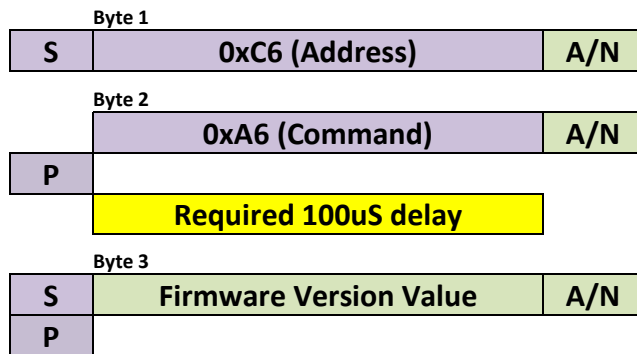 Byte 1
S 0xC6 (Address) A/N
Byte 2
0xA6 (Command) A/N
P
Required 100uS delay
Byte 3
S Firmware Version Value A/N
P